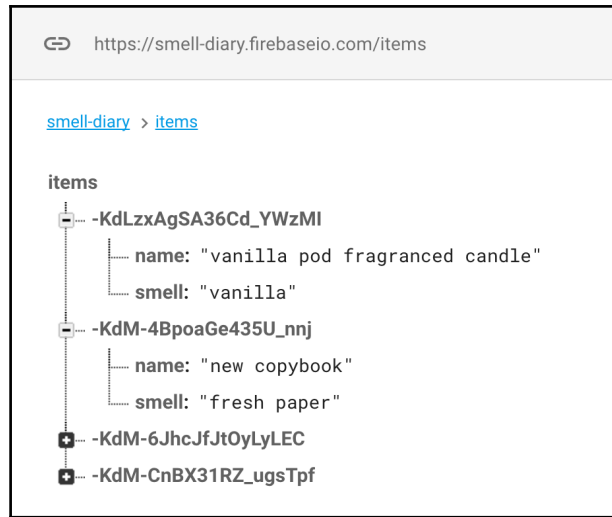 https://smell-diary.firebaseio.com/items
smell-diary > items
items
-KdLzxAgSA36Cd_YWzMI
name: "vanilla pod fragranced candle"
smell: "vanilla"
-KdM-4BpoaGe435U_nnj
name: "new copybook"
smell: "fresh paper"
-KdM-6JhcJfJtOyLyLEC
-KdM-CnBX31RZ_ugsTpf